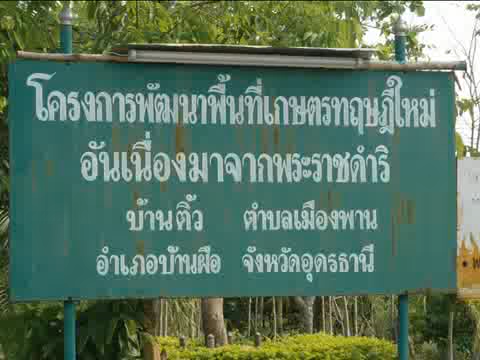 โครงการพัฒนาพื้นที่เกษตรทฤษฎีใหม่
อันเนื่องมาจากพระราชดำริ
บ้านติ้ว ตำบลเมืองพาน
อำเภอบ้านผือ จังหวัดอุดรธานี